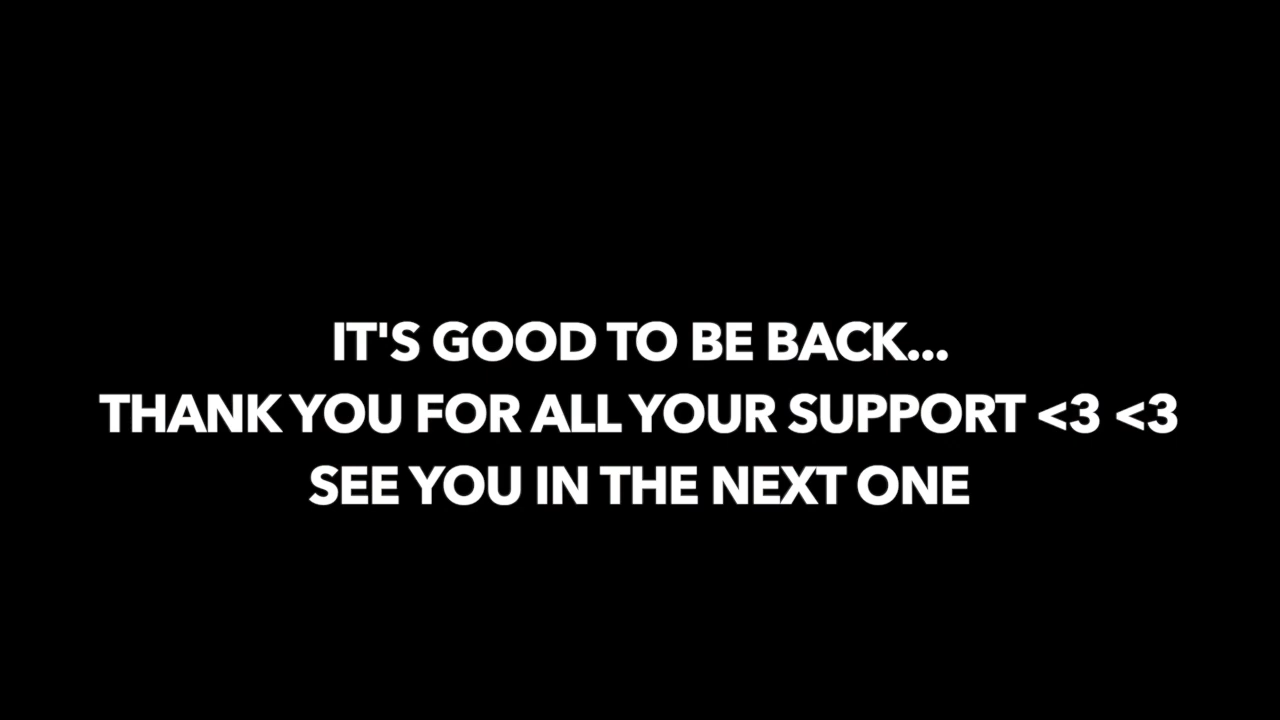 IT'S GOOD TO BE BACK...
THANK YOU FOR ALL YOUR SUPPORT <3 <3
SEE YOU IN THE NEXT ONE